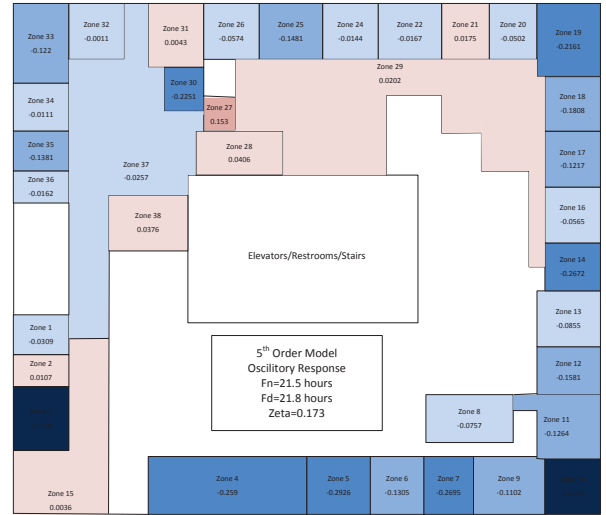 Zone 33
-0.122
Zone 32
-0.0011
Zone 31
0.0043
Zone 26
-0.0574
Zone 25
-0.1481
Zone 24
-0.0144
Zone 22
-0.0167
Zone 21
0.0175
Zone 20
-0.0502
Zone 19
-0.2161
Zone 29
0.0202
Zone 30
-0.2251
Zone 34
-0.0111
Zone 27
0.153
Zone 18
-0.1808
Zone 35
-0.1381
Zone 28
0.0406
Zone 17
-0.1217
Zone 37
-0.0257
Zone 36
-0.0162
Zone 38
0.0376
Zone 16
-0.0565
Elevators/Restrooms/Stairs
Zone 14
-0.2672
Zone 13
-0.0855
Zone 1
-0.0309
5th Order Model
Oscilitory Response
Fn=21.5 hours
Fd=21.8 hours
Zeta=0.173
Zone 2
0.0107
Zone 12
-0.1581
Zone 8
-0.0757
Zone 11
-0.1264
Zone 15
0.0036
Zone 4
-0.259
Zone 5
-0.2926
Zone 6
-0.1305
Zone 7
-0.2695
Zone 9
-0.1102